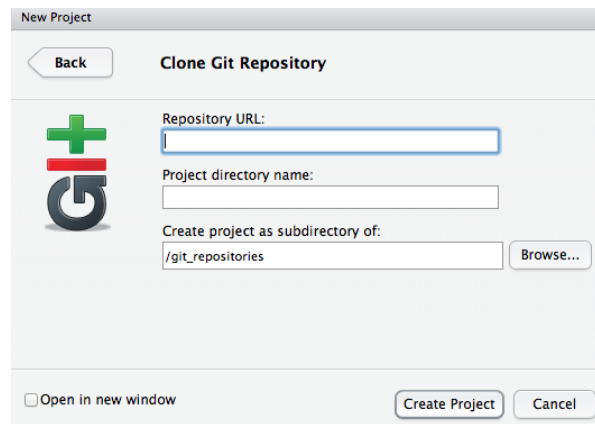 New Project
Back
Clone Git Repository
Repository URL:
Project directory name:
Create project as subdirectory of:
/git_repositories
Browse...
Open in new window
Create Project
Cancel